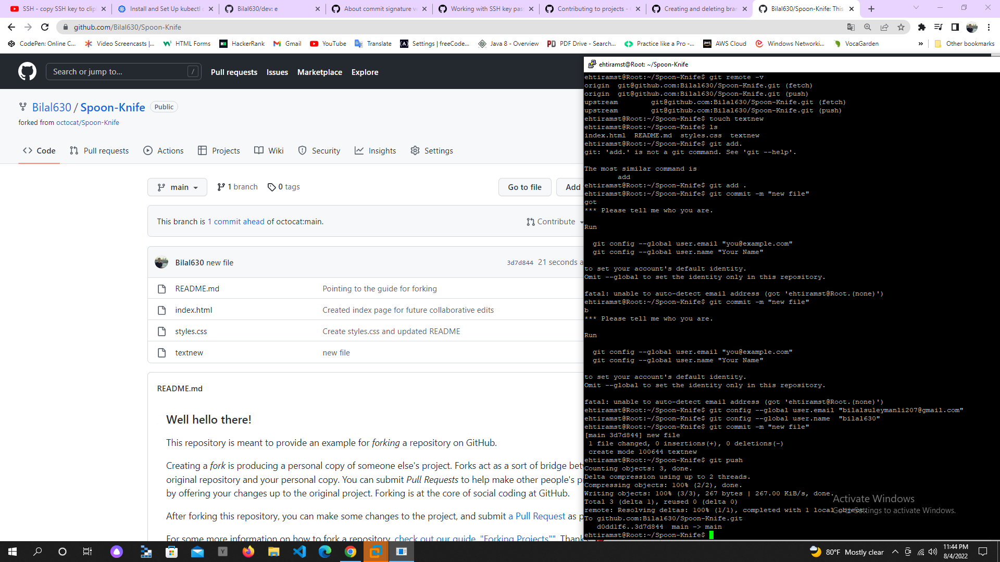 SSH - copy SSH key to clip
Install and Set Up kubectl o
Bilal630/dev: e
About commit signature ve
Working with SSH key pass
Contributing to projects -
Creating and deleting bran
Bilal630/Spoon-Knife: This
github.com/Bilal630/Spoon-Knife
CodePen: Online C...
Video Screencasts |...
HTML Forms
HackerRank
Gmail
YouTube
Translate
Settings | freeCode...
Java 8 - Overview
PDF Drive - Search...
Practice like a Pro -...
AWS Cloud
Windows Networki...
VocaGarden
»
Other bookmarks
Search or jump to...
/
Pull requests
Issues
Marketplace
Explore
Bilal630 / Spoon-Knife
Public
forked from octocat/Spoon-Knife
Code
Pull requests
Actions
Projects
Wiki
Security
Insights
Settings
main
1 branch
0 tags
Go to file
Add
This branch is 1 commit ahead of octocat:main.
Contribute
Bilal630 new file
3d7d844
21 seconds a
README.md
Pointing to the guide for forking
index.html
Created index page for future collaborative edits
styles.css
Create styles.css and updated README
textnew
new file
README.md
Well hello there!
This repository is meant to provide an example for forking a repository on GitHub.
Creating a fork is producing a personal copy of someone else's project. Forks act as a sort of bridge bet
original repository and your personal copy. You can submit Pull Requests to help make other people's p
by offering your changes up to the original project. Forking is at the core of social coding at GitHub.
After forking this repository, you can make some changes to the project, and submit a Pull Request as p
For some more information on how to fork a repository, check out our guide, "Forking Projects"". Thanks
ehtiramst@Root: ~/Spoon-Knife
ehtiramst@Root:~/Spoon-Knife$ git remote -v
origin  git@github.com:Bilal630/Spoon-Knife.git (fetch)
origin  git@github.com:Bilal630/Spoon-Knife.git (push)
upstream        git@github.com:Bilal630/Spoon-Knife.git (fetch)
upstream        git@github.com:Bilal630/Spoon-Knife.git (push)
ehtiramst@Root:~/Spoon-Knife$ touch textnew
ehtiramst@Root:~/Spoon-Knife$ ls
index.html  README.md  styles.css  textnew
ehtiramst@Root:~/Spoon-Knife$ git add.
git: 'add.' is not a git command. See 'git --help'.
The most similar command is
add
ehtiramst@Root:~/Spoon-Knife$ git add .
ehtiramst@Root:~/Spoon-Knife$ git commit -m "new file"
got
*** Please tell me who you are.
Run
git config --global user.email "you@example.com"
git config --global user.name "Your Name"
to set your account's default identity.
Omit --global to set the identity only in this repository.
fatal: unable to auto-detect email address (got 'ehtiramst@Root.(none)')
ehtiramst@Root:~/Spoon-Knife$ git commit -m "new file"
b
*** Please tell me who you are.
Run
git config --global user.email "you@example.com"
git config --global user.name "Your Name"
to set your account's default identity.
Omit --global to set the identity only in this repository.
fatal: unable to auto-detect email address (got 'ehtiramst@Root.(none)')
ehtiramst@Root:~/Spoon-Knife$ git config --global user.email "bilalsuleymanli207@gmail.com"
ehtiramst@Root:~/Spoon-Knife$ git config --global user.name  "bilal630"
ehtiramst@Root:~/Spoon-Knife$ git commit -m "new file"
[main 3d7d844] new file
1 file changed, 0 insertions(+), 0 deletions(-)
create mode 100644 textnew
ehtiramst@Root:~/Spoon-Knife$ git push
Counting objects: 3, done.
Delta compression using up to 2 threads.
Compressing objects: 100% (2/2), done.
Writing objects: 100% (3/3), 267 bytes | 267.00 KiB/s, done.
Total 3 (delta 1), reused 0 (delta 0)
remote: Resolving deltas: 100% (1/1), completed with 1 local object.
To github.com:Bilal630/Spoon-Knife.git
d0dd1f6..3d7d844  main -> main
ehtiramst@Root:~/Spoon-Knife$
Activate Windows
Go to Settings to activate Windows.
80°F Mostly clear
11:44 PM
8/4/2022